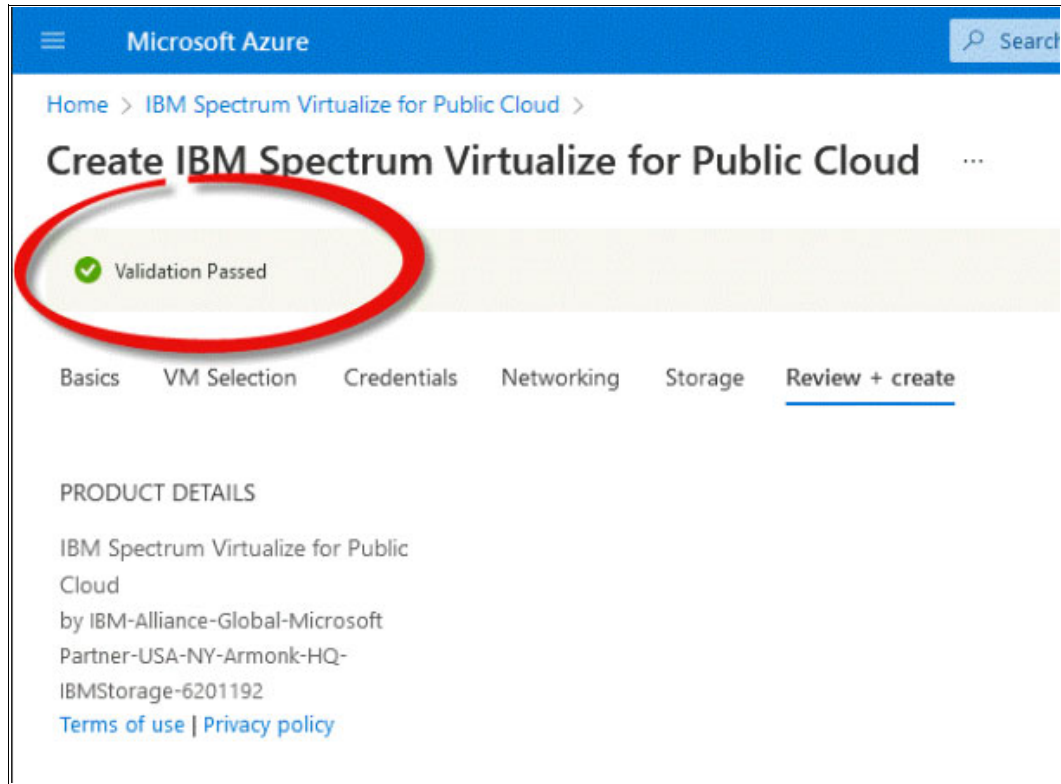 Microsoft Azure
Search
Home > IBM Spectrum Virtualize for Public Cloud >
Create IBM Spectrum Virtualize for Public Cloud ...
Validation Passed
Basics VM Selection Credentials Networking Storage Review + create
PRODUCT DETAILS
IBM Spectrum Virtualize for Public
Cloud
by IBM-Alliance-Global-Microsoft
Partner-USA-NY-Armonk-HQ-
IBMStorage-6201192
Terms of use | Privacy policy